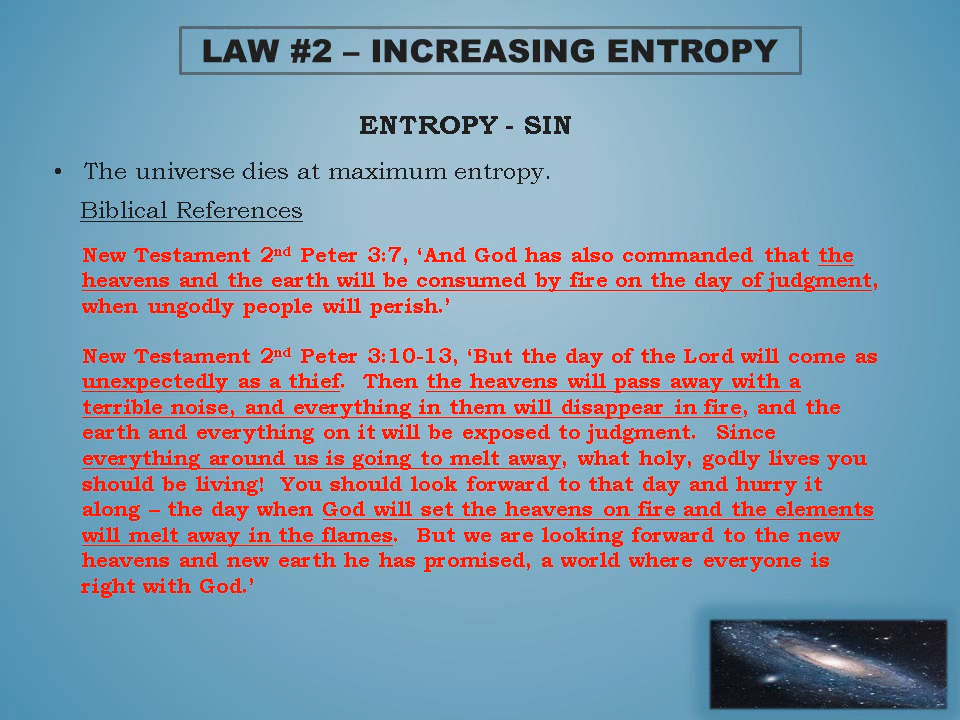 LAW #2 – INCREASING ENTROPY
ENTROPY - SIN
• The universe dies at maximum entropy.
Biblical References
New Testament 2nd Peter 3:7, ‘And God has also commanded that the
heavens and the earth will be consumed by fire on the day of judgment,
when ungodly people will perish.’
New Testament 2nd Peter 3:10-13, ‘But the day of the Lord will come as
unexpectedly as a thief. Then the heavens will pass away with a
terrible noise, and everything in them will disappear in fire, and the
earth and everything on it will be exposed to judgment. Since
everything around us is going to melt away, what holy, godly lives you
should be living! You should look forward to that day and hurry it
along – the day when God will set the heavens on fire and the elements
will melt away in the flames. But we are looking forward to the new
heavens and new earth he has promised, a world where everyone is
right with God.’